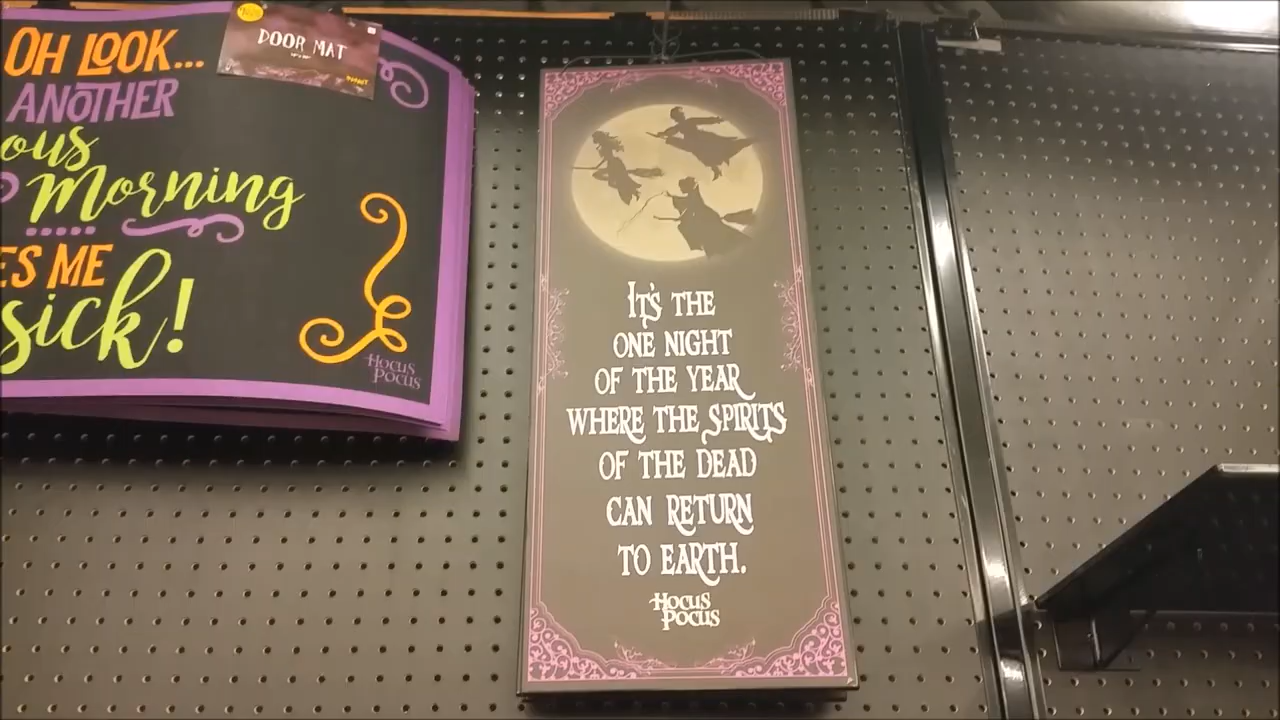 OH LOOK...
ANOTHER
ous
Morning
ES ME
sick!
HOCUS
POCUS
DOOR MAT
IT'S THE
ONE NIGHT
OF THE YEAR
WHERE THE SPIRITS
OF THE DEAD
CAN RETURN
TO EARTH.
HOCUS
POCUS